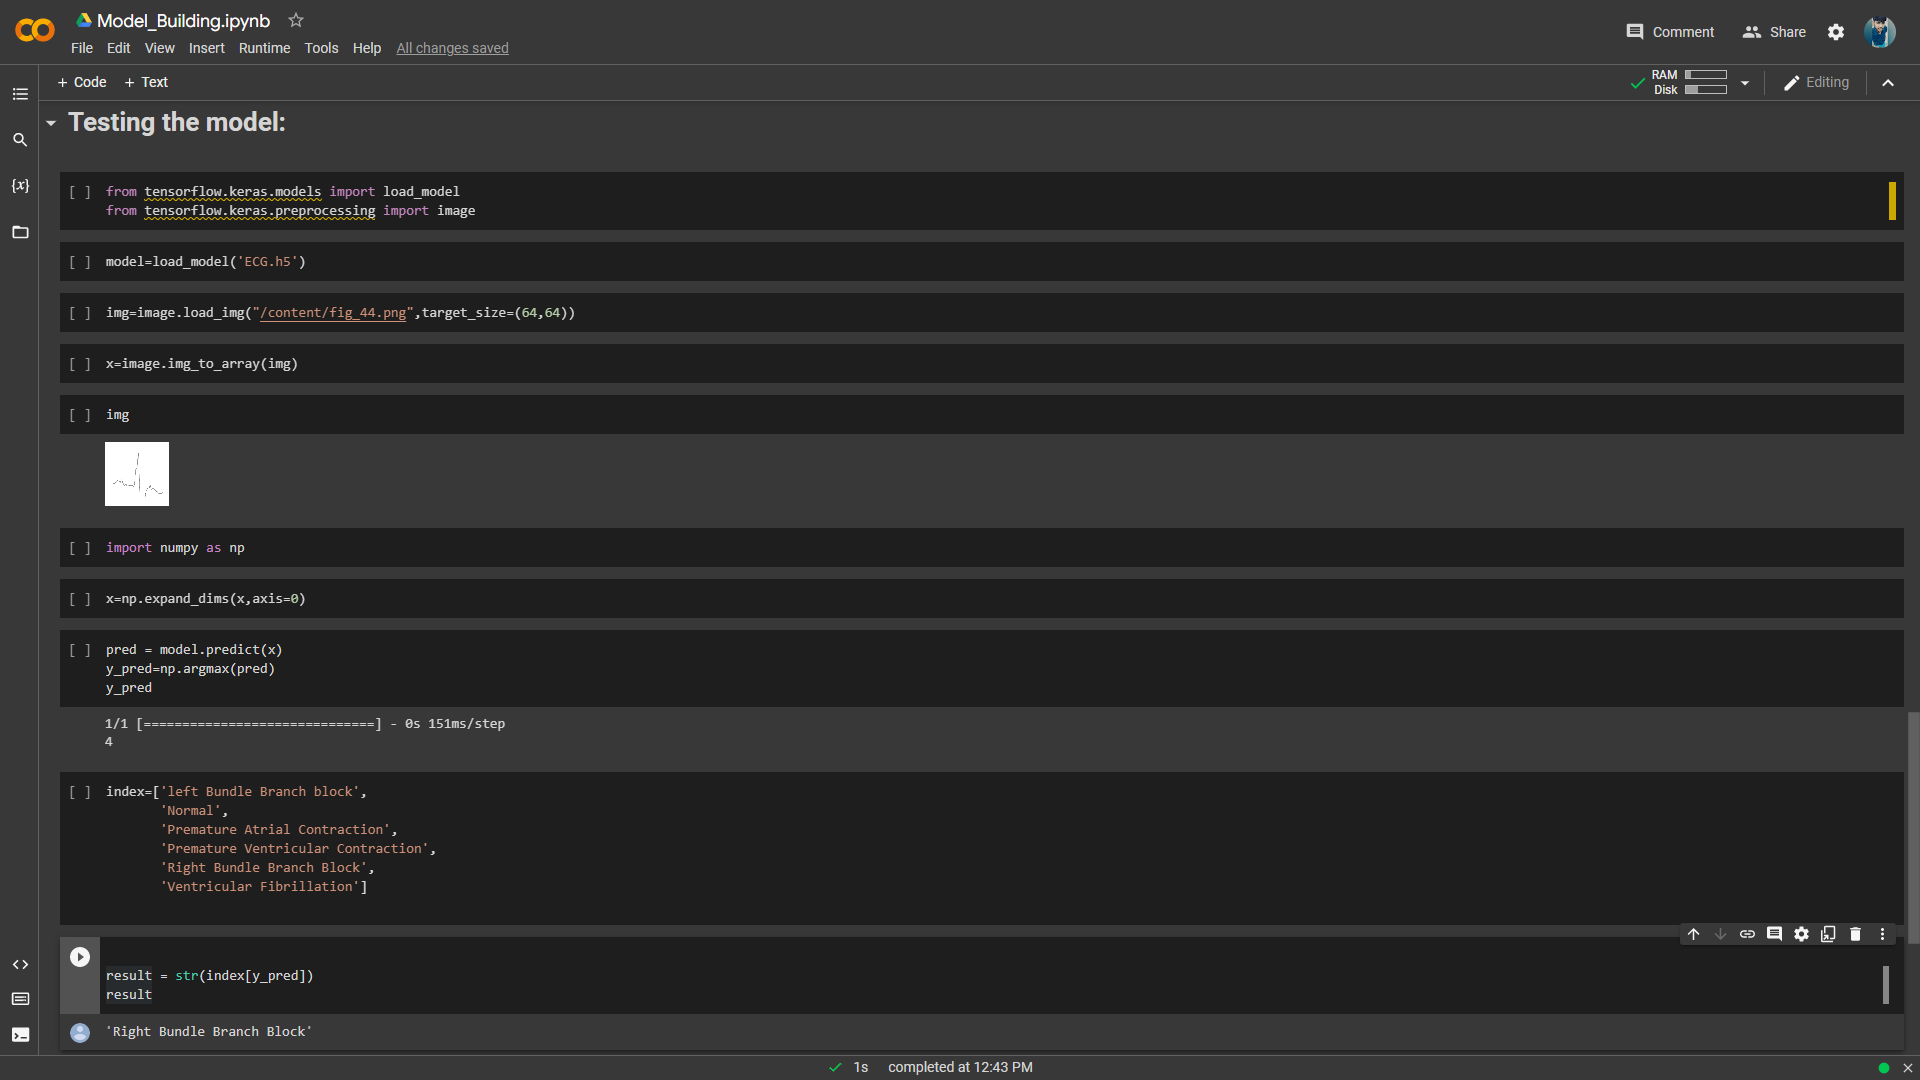 Model_Building.ipynb
File Edit View Insert Runtime Tools Help All changes saved
Comment Share
+ Code + Text
RAM
Disk
Editing
Testing the model:
[ ] from tensorflow.keras.models import load_model
from tensorflow.keras.preprocessing import image
[ ] model=load_model('ECG.h5')
[ ] img=image.load_img("/content/fig_44.png",target_size=(64,64))
[ ] x=image.img_to_array(img)
[ ] img
[ ] import numpy as np
[ ] x=np.expand_dims(x,axis=0)
[ ] pred = model.predict(x)
y_pred=np.argmax(pred)
y_pred
1/1 [==============================] - 0s 151ms/step
4
[ ] index=['left Bundle Branch block',
'Normal',
'Premature Atrial Contraction',
'Premature Ventricular Contraction',
'Right Bundle Branch Block',
'Ventricular Fibrillation']
result = str(index[y_pred])
result
'Right Bundle Branch Block'
1s completed at 12:43 PM